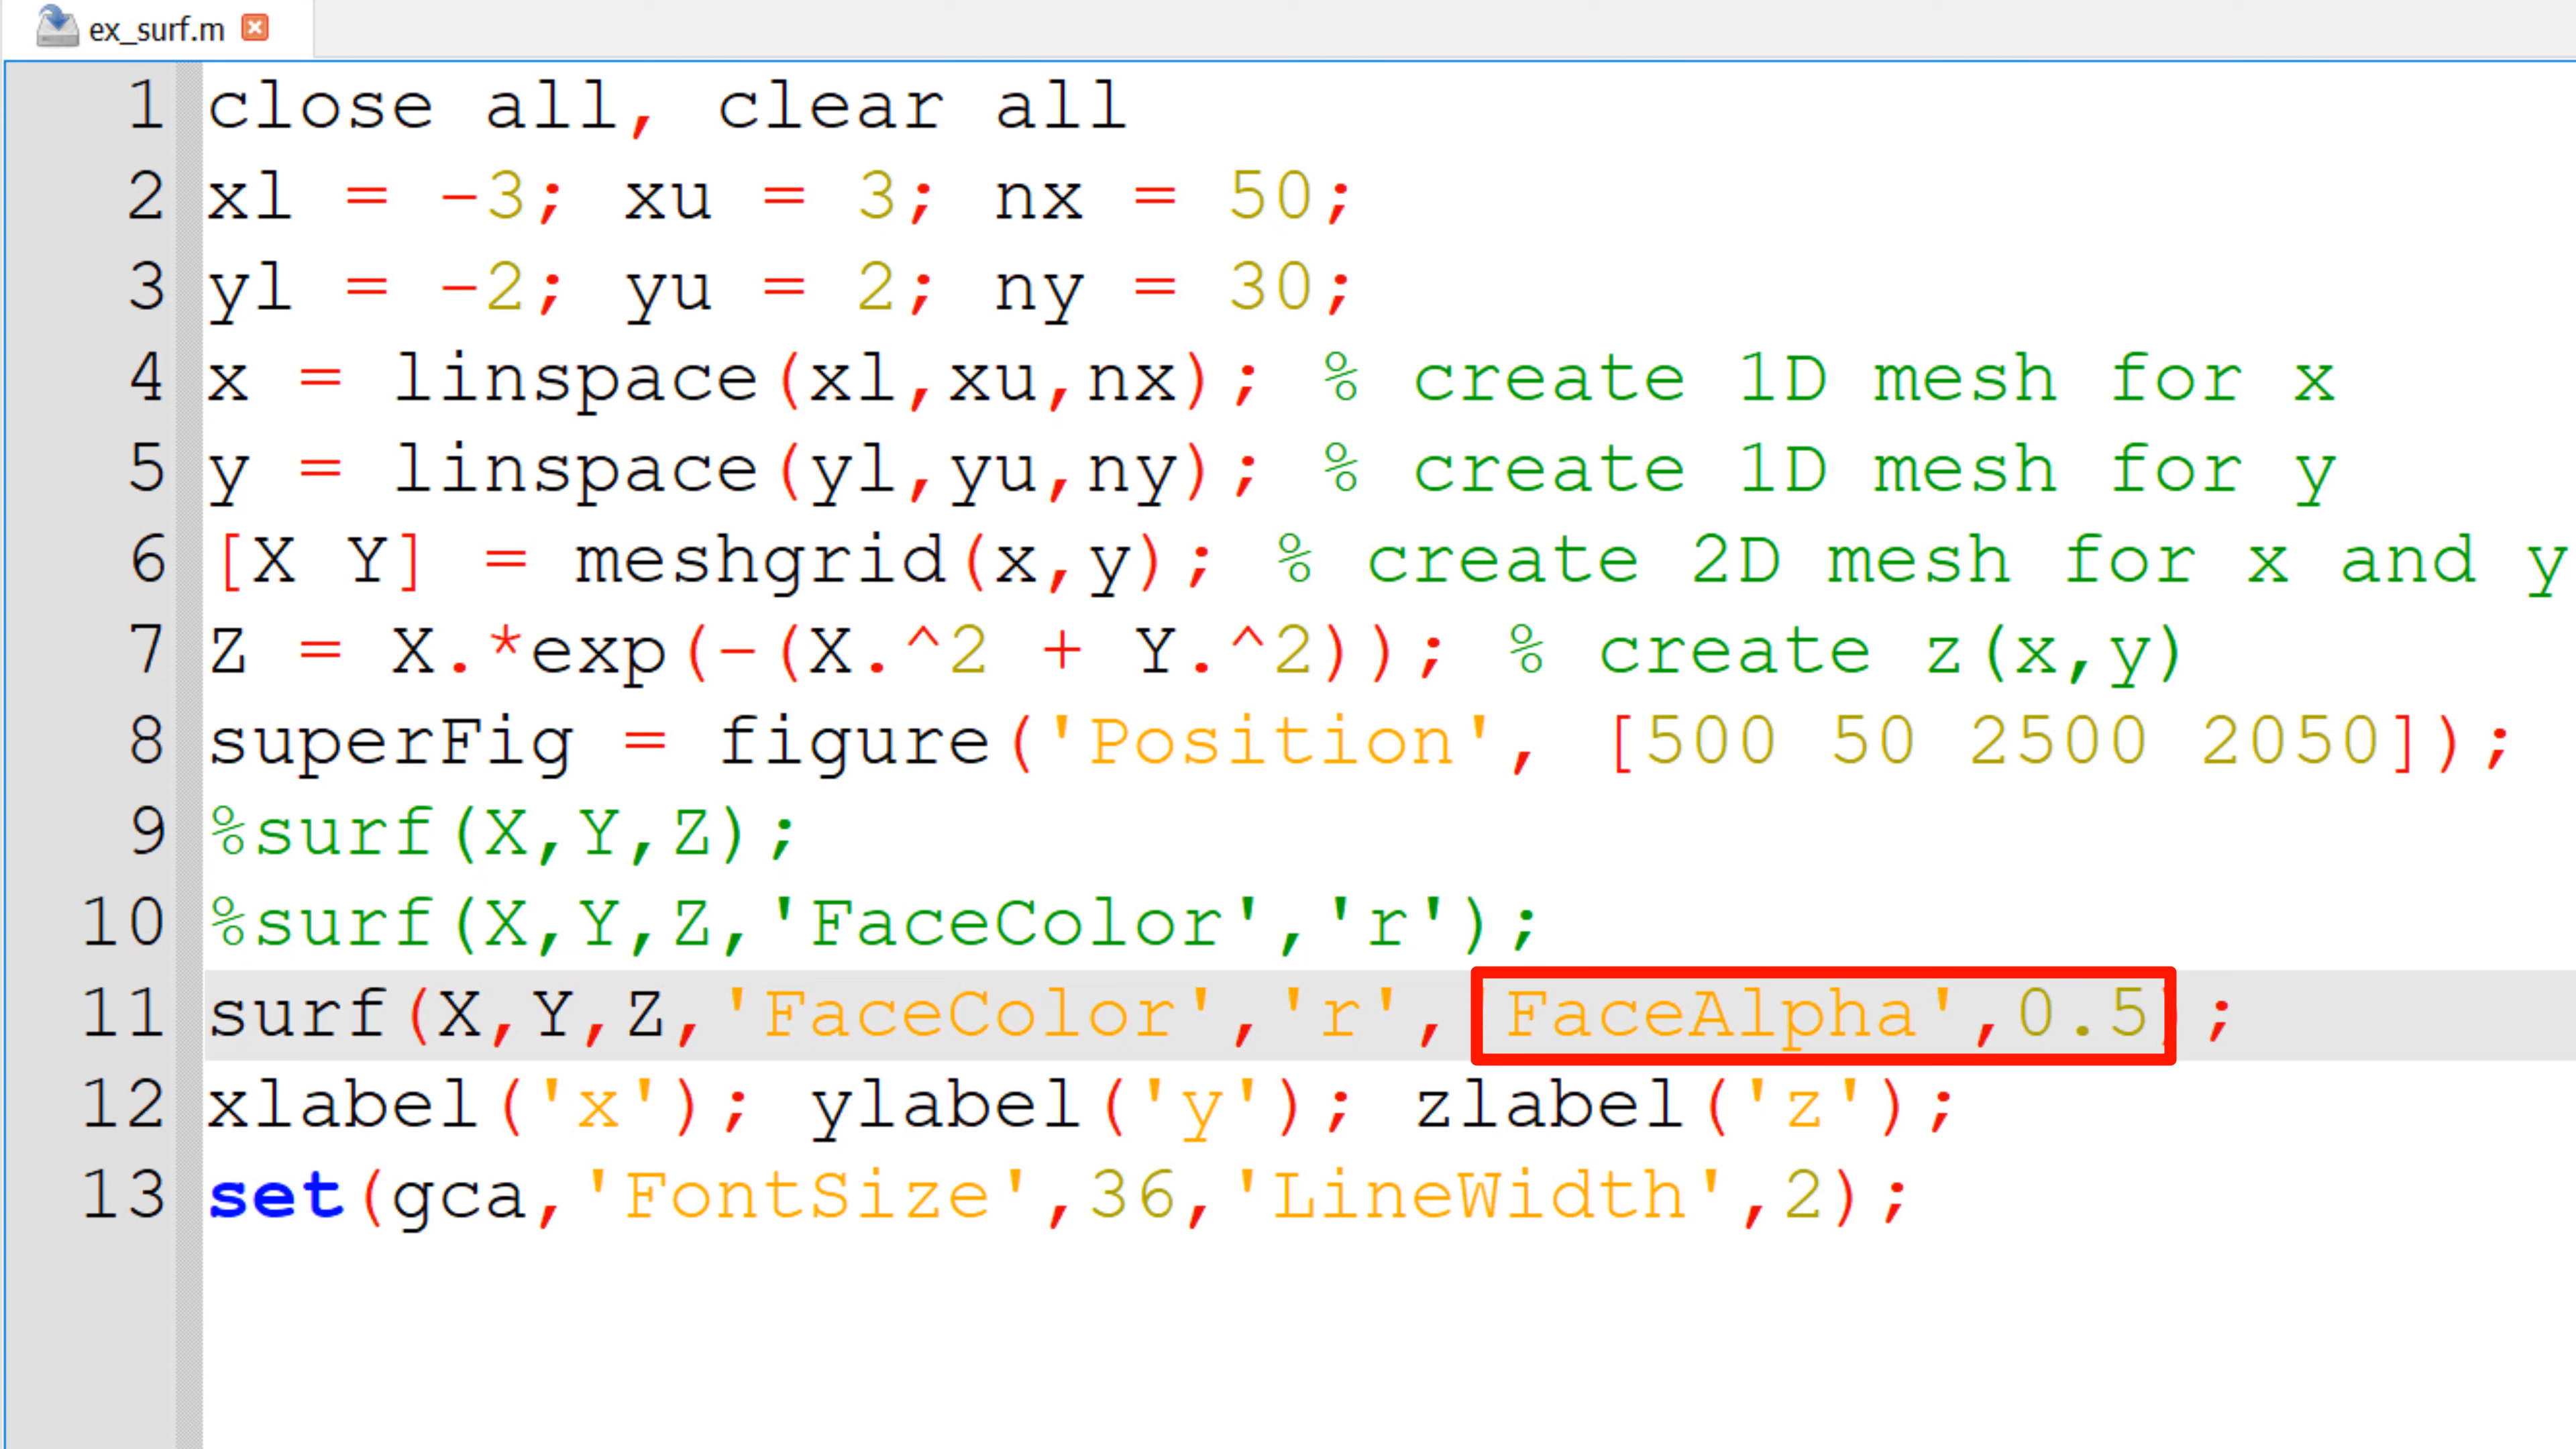 ex_surf.m
1 close all, clear all
2 xl = -3; xu = 3; nx = 50;
3 yl = -2; yu = 2; ny = 30;
4 x = linspace(xl,xu,nx); % create 1D mesh for x
5 y = linspace(yl,yu,ny); % create 1D mesh for y
6 [X Y] = meshgrid(x,y); % create 2D mesh for x and y
7 Z = X.*exp(-(X.^2 + Y.^2)); % create z(x,y)
8 superFig = figure('Position', [500 50 2500 2050]);
9 %surf(X,Y,Z);
10 %surf(X,Y,Z,'FaceColor','r');
11 surf(X,Y,Z,'FaceColor','r','FaceAlpha',0.5);
12 xlabel('x'); ylabel('y'); zlabel('z');
13 set(gca,'FontSize',36,'LineWidth',2);